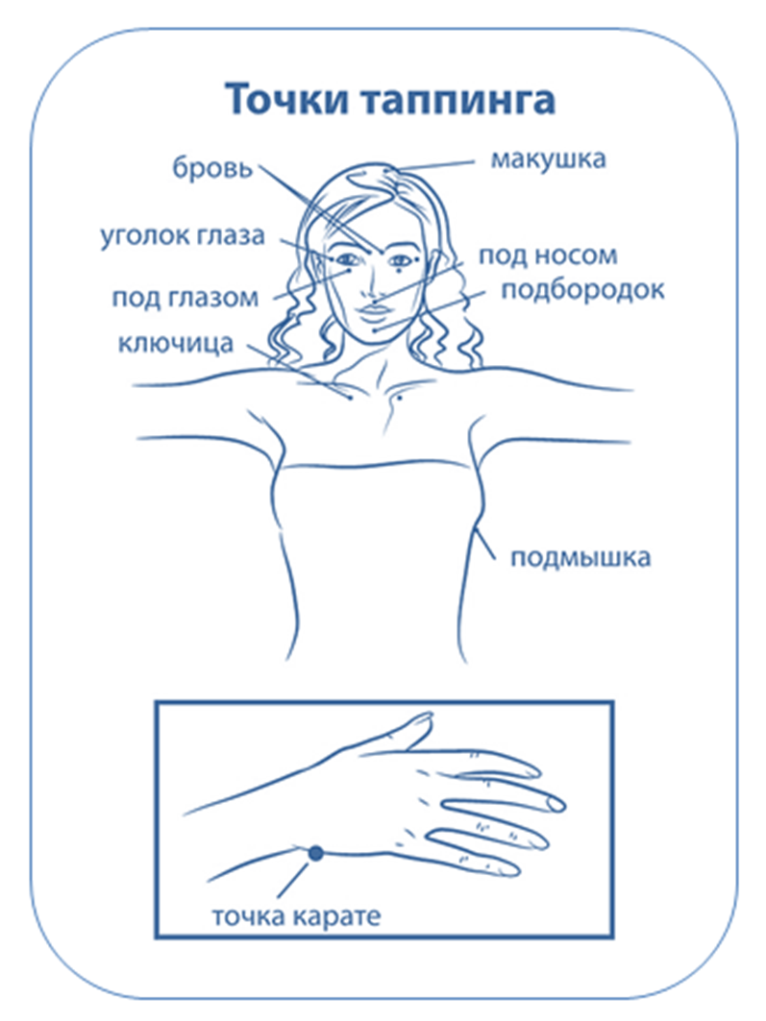 Точки таппинга
бровь
макушка
уголок глаза
под носом
под глазом
подбородок
ключица
подмышка
точка карате